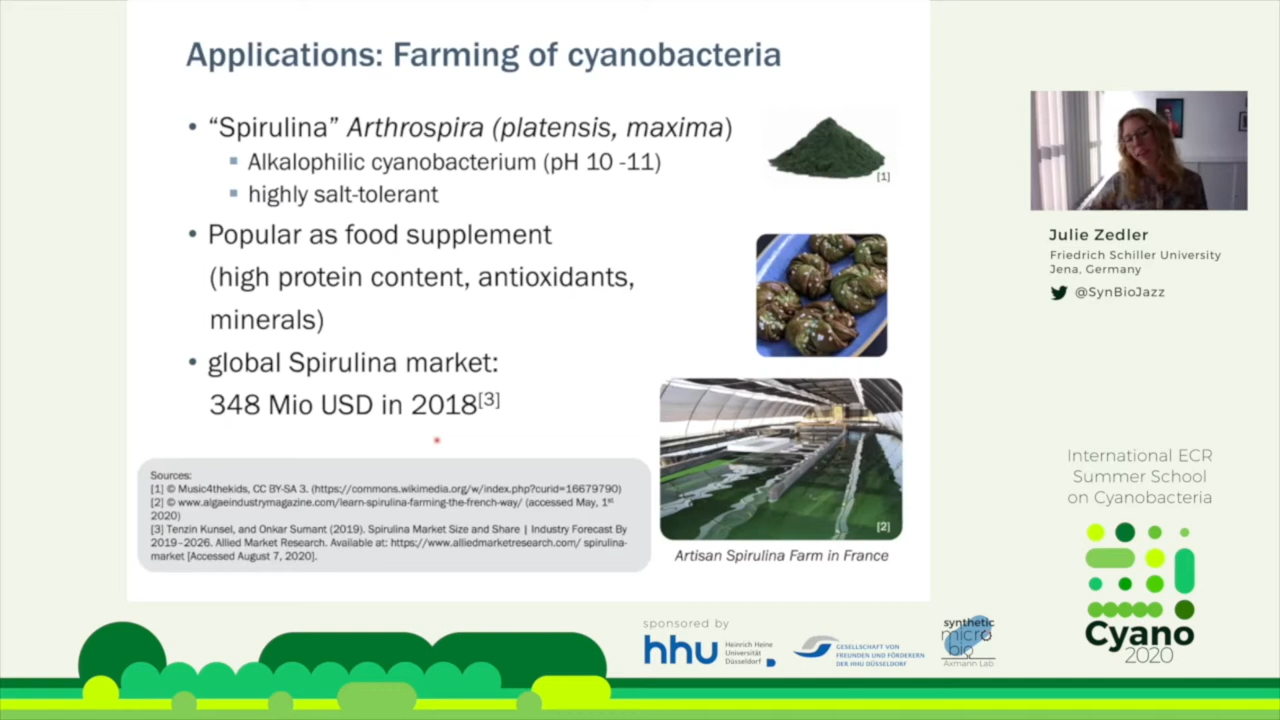 Applications: Farming of cyanobacteria
• “Spirulina” Arthrospira (platensis, maxima)
▪ Alkalophilic cyanobacterium (pH 10 -11)
▪ highly salt-tolerant
• Popular as food supplement
(high protein content, antioxidants,
minerals)
• global Spirulina market:
348 Mio USD in 2018[3]
[1]
[2]
Artisan Spirulina Farm in France
Sources:
[1] © Music4thekids, CC BY-SA 3. (https://commons.wikimedia.org/w/index.php?curid=16679790)
[2] © www.algaeindustrymagazine.com/learn-spirulina-farming-the-french-way/ (accessed May, 1st
2020)
[3] Tenzin Kunsel, and Onkar Sumant (2019). Spirulina Market Size and Share | Industry Forecast By
2019-2026. Allied Market Research. Available at: https://www.alliedmarketresearch.com/ spirulina-
market [Accessed August 7, 2020].
Julie Zedler
Friedrich Schiller University
Jena, Germany
@SynBioJazz
International ECR
Summer School
on Cyanobacteria
Cyano
2020
sponsored by
hhu Heinrich Heine
Universität
Düsseldorf
GESELLSCHAFT VON
FREUNDEN UND FÖRDERERN
DER HHU DÜSSELDORF
synthetic
micro
bio
Axmann Lab